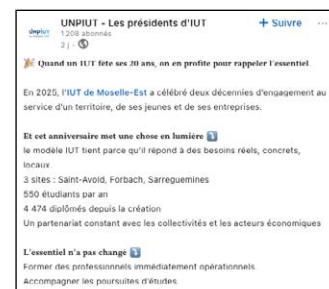 UNPIUT - Les présidents d'IUT
+ Suivre
1 208 abonnés
2 j •
🎉 Quand un IUT fête ses 20 ans, on en profite pour rappeler l'essentiel.
En 2025, l'IUT de Moselle-Est a célébré deux décennies d'engagement au
service d'un territoire, de ses jeunes et de ses entreprises.
Et cet anniversaire met une chose en lumière ⤵️
le modèle IUT tient parce qu'il répond à des besoins réels, concrets,
locaux.
3 sites : Saint-Avold, Forbach, Sarreguemines
550 étudiants par an
4 474 diplômés depuis la création
Un partenariat constant avec les collectivités et les acteurs économiques
L'essentiel n'a pas changé ⤵️
Former des professionnels immédiatement opérationnels.
Accompagner les poursuites d'études.